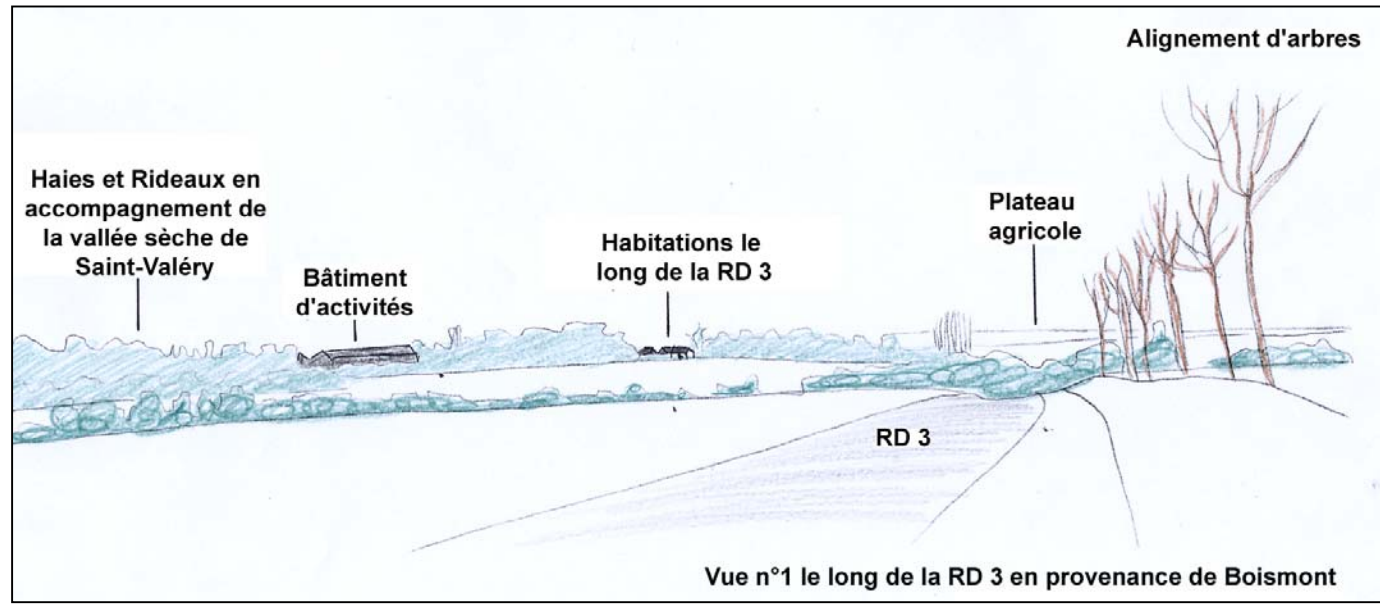 Alignement d'arbres
Haies et Rideaux en
accompagnement de
la vallée sèche de
Saint-Valéry
Bâtiment
d'activités
Habitations le
long de la RD 3
Plateau
agricole
RD 3
Vue n°1 le long de la RD 3 en provenance de Boismont